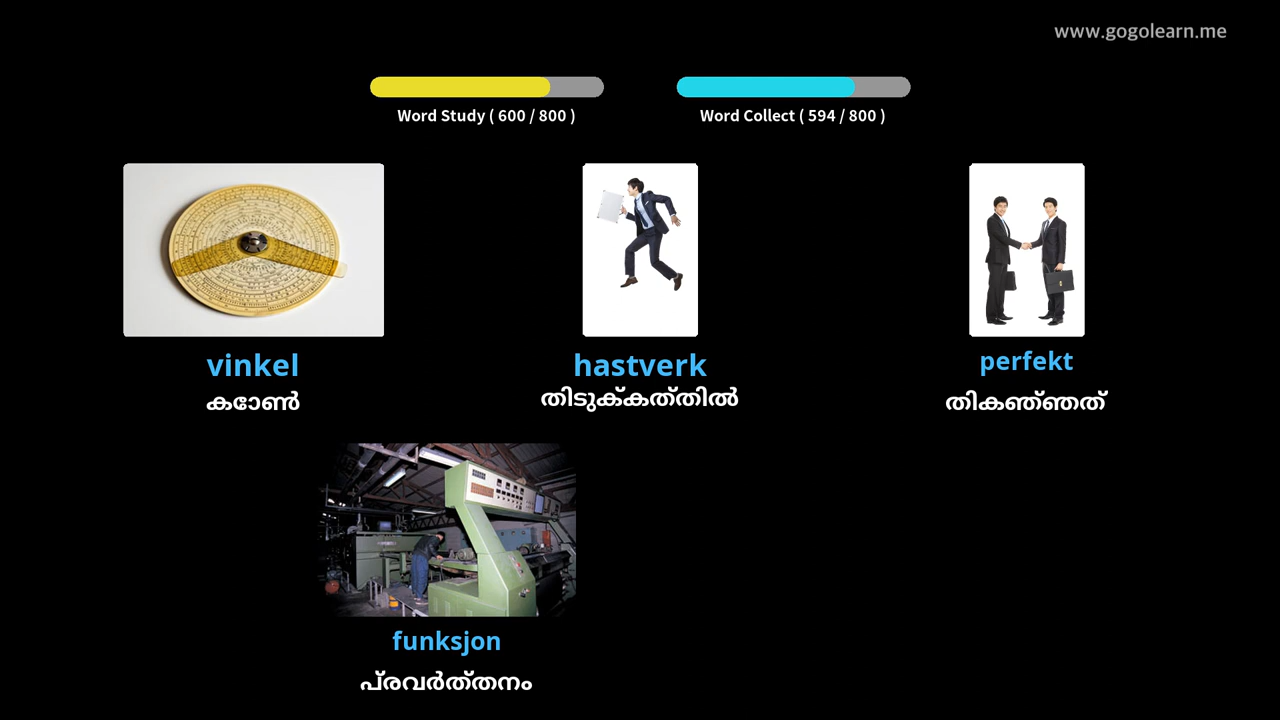 www.gogolearn.me
Word Study ( 600 / 800 )
Word Collect ( 594 / 800 )
vinkel
hastverk
perfekt
കോൺ
തിടുക്കത്തിൽ
തികഞ്ഞത്
funksjon
പ്രവർത്തനം